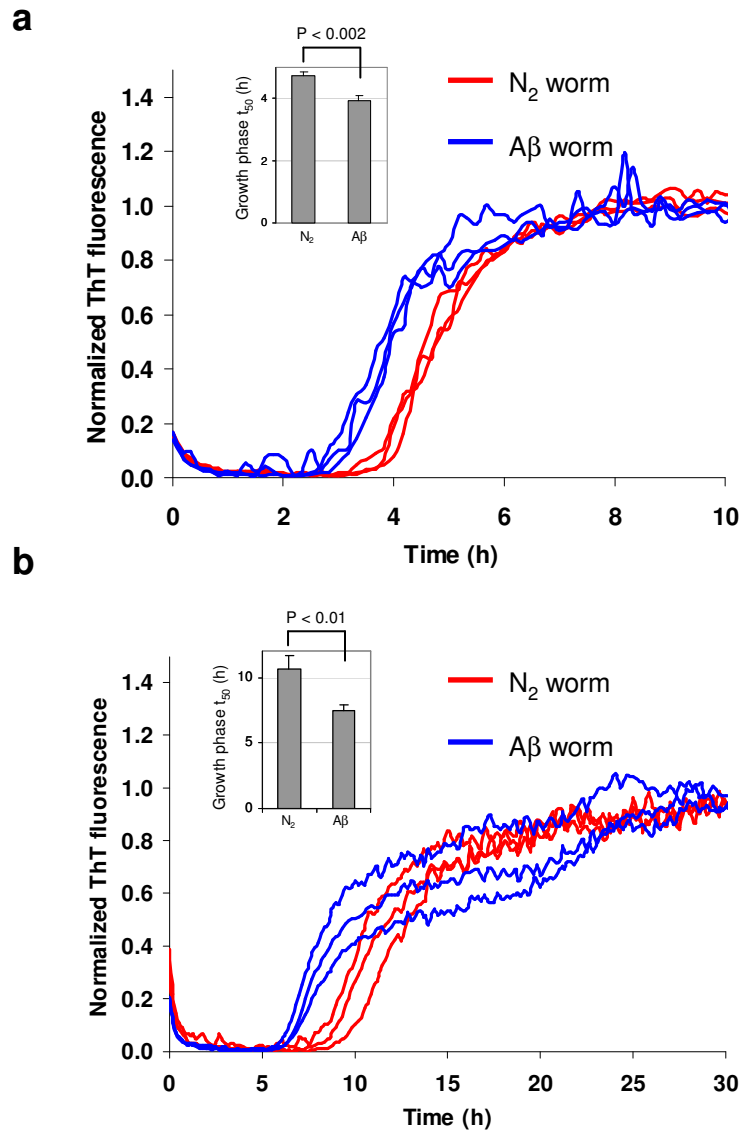 a
P < 0.002
Growth phase t₅₀ (h)
4
2
0
N₂ Aβ
N₂ worm
Aβ worm
Normalized ThT fluorescence
1.4
1.2
1.0
0.8
0.6
0.4
0.2
0.0
0 2 4 6 8 10
Time (h)
b
P < 0.01
Growth phase t₅₀ (h)
10
5
0
N₂ Aβ
N₂ worm
Aβ worm
Normalized ThT fluorescence
1.4
1.2
1.0
0.8
0.6
0.4
0.2
0.0
0 5 10 15 20 25 30
Time (h)